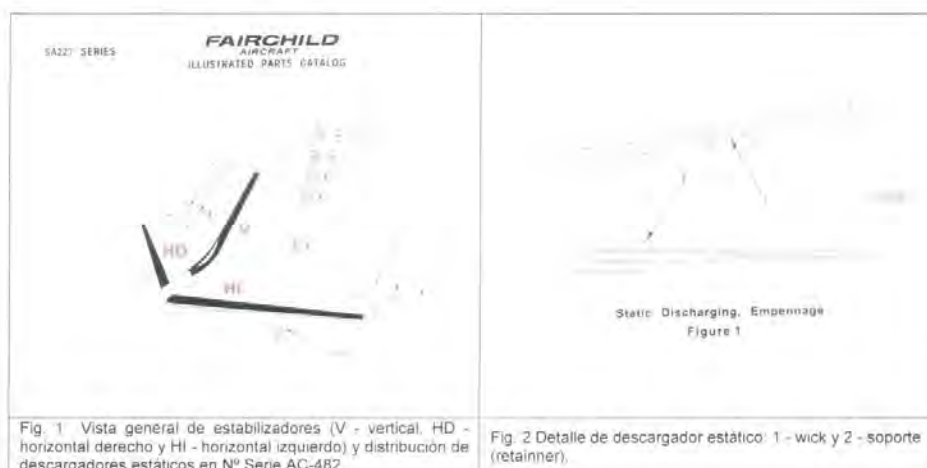 SA227 SERIES
FAIRCHILD
AIRCRAFT
ILLUSTRATED PARTS CATALOG
V
HD
HI
Static Discharging, Empennage
Figure 1
Fig. 1 Vista general de estabilizadores (V - vertical, HD -
horizontal derecho y HI - horizontal izquierdo) y distribución de
descargadores estáticos en Nº Serie AC-482
Fig. 2 Detalle de descargador estático: 1 - wick y 2 - soporte
(retainner).